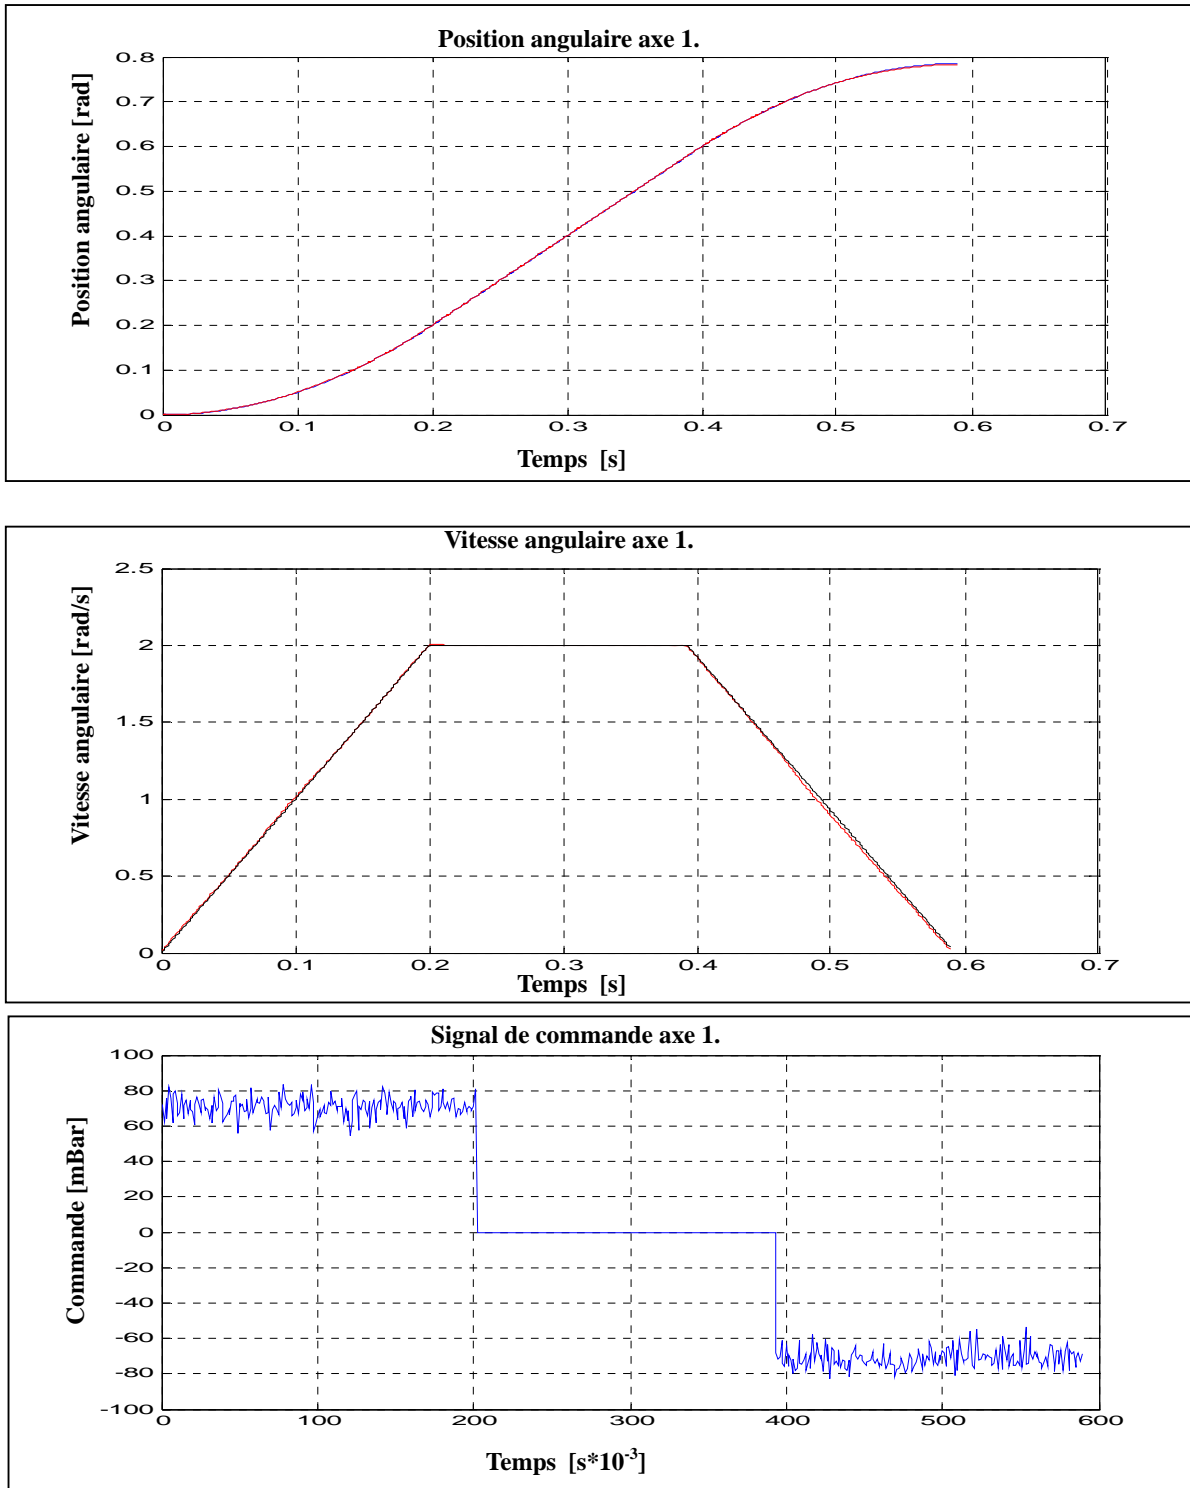 Position angulaire axe 1.
Position angulaire [rad]
0.8
0.7
0.6
0.5
0.4
0.3
0.2
0.1
0
0 0.1 0.2 0.3 0.4 0.5 0.6 0.7
Temps [s]
Vitesse angulaire axe 1.
Vitesse angulaire [rad/s]
2.5
2
1.5
1
0.5
0
0 0.1 0.2 0.3 0.4 0.5 0.6 0.7
Temps [s]
Signal de commande axe 1.
Commande [mBar]
100
80
60
40
20
0
-20
-40
-60
-80
-100
0 100 200 300 400 500 600
Temps [s*10⁻³]